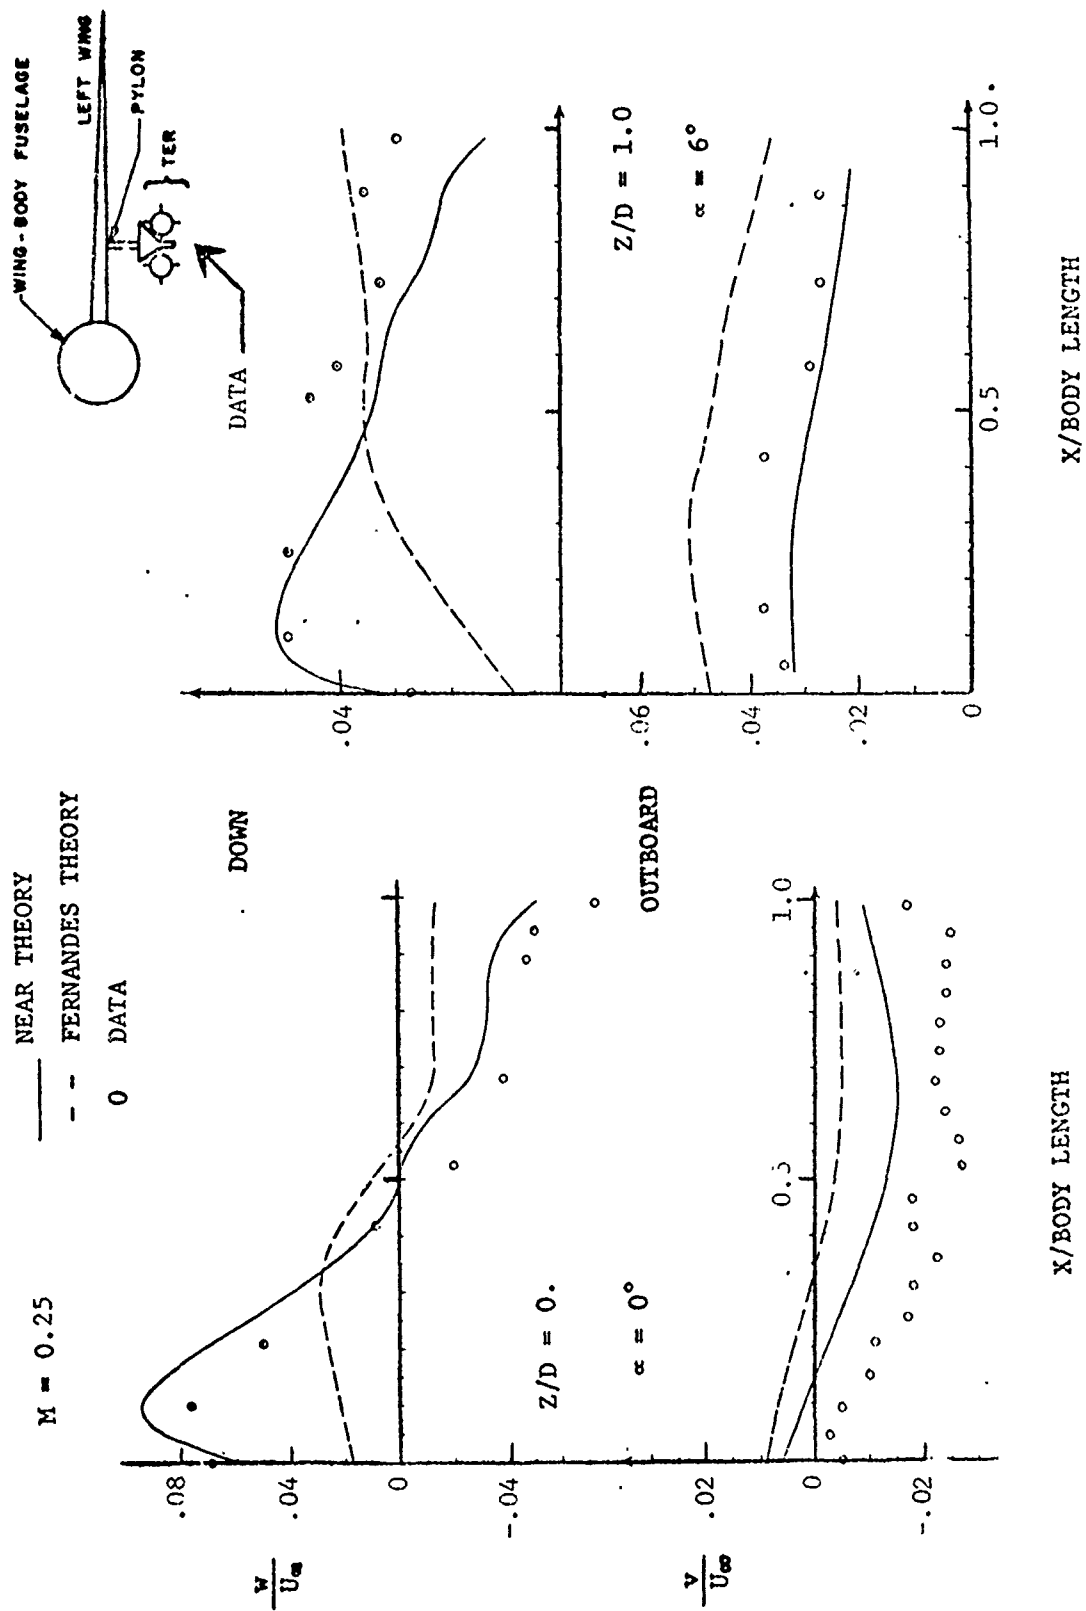 M = 0.25
NEAR THEORY
- - FERNANDES THEORY
O DATA
WING-BODY FUSELAGE
LEFT WING
PYLON
TER
DATA
DOWN
w
U∞
.08
.04
0
-.04
.04
Z/D = 0.
α = 0°
Z/D = 1.0
α = 6°
OUTBOARD
v
U∞
.02
0
-.02
1.0
.06
.04
.02
0
0.5
1.0.
X/BODY LENGTH
X/BODY LENGTH